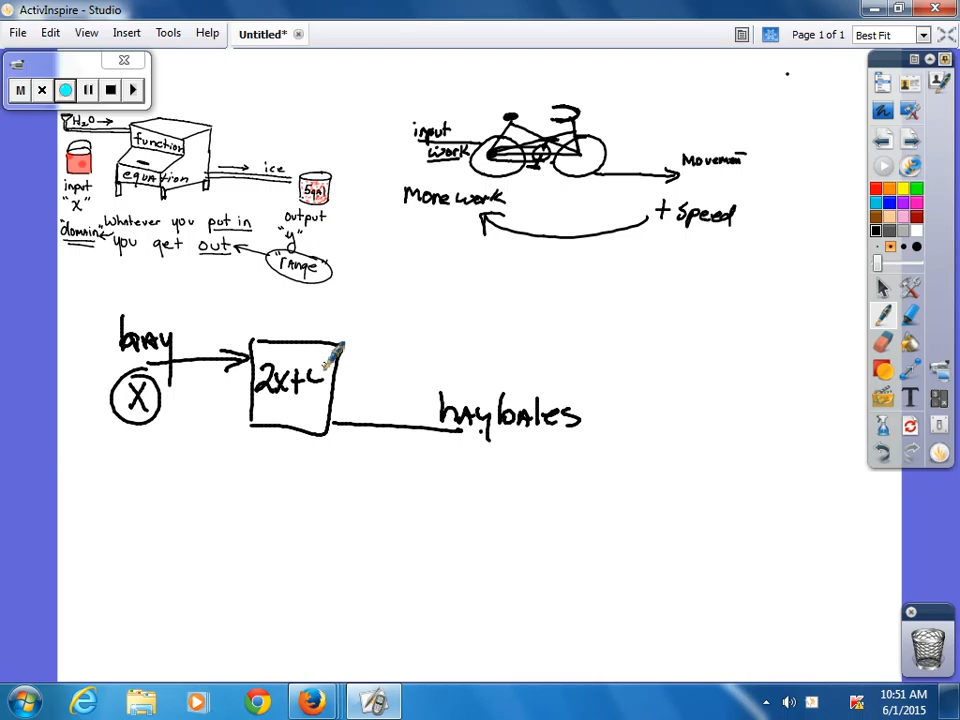 ActivInspire - Studio
File Edit View Insert Tools Help Untitled* Page 1 of 1 Best Fit
M
H2O
function
equation
ice
5gal
input
"x"
output
"y"
"domain" Whatever you put in
you get out
"range"
input
work
Movement
More work
+ Speed
hay
X
2x+
hay bales
T
10:51 AM
6/1/2015